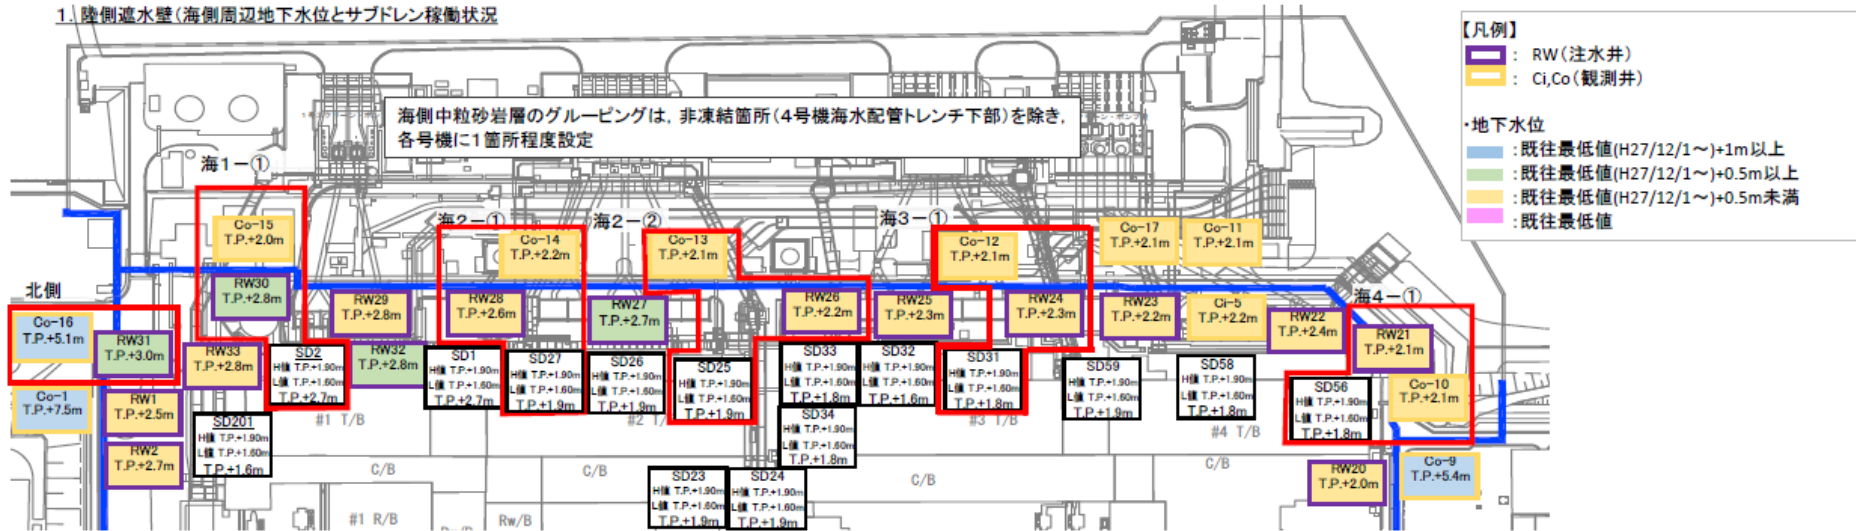 1. 陸側遮水壁(海側周辺地下水位とサブドレン稼働状況
【凡例】
: RW(注水井)
: Ci,Co(観測井)
・地下水位
:既往最低値(H27/12/1～)+1m以上
:既往最低値(H27/12/1～)+0.5m以上
:既往最低値(H27/12/1～)+0.5m未満
:既往最低値
海側中粒砂岩層のグルーピングは, 非凍結箇所(4号機海水配管トレンチ下部)を除き,
各号機に1箇所程度設定
海1-①
海2-①
海2-②
海3-①
海4-①
北側
Co-15
T.P.+2.0m
Co-14
T.P.+2.2m
Co-13
T.P.+2.1m
Co-12
T.P.+2.1m
Co-17
T.P.+2.1m
Co-11
T.P.+2.1m
RW30
T.P.+2.8m
RW29
T.P.+2.8m
RW28
T.P.+2.6m
RW27
T.P.+2.7m
RW26
T.P.+2.2m
RW25
T.P.+2.3m
RW24
T.P.+2.3m
RW23
T.P.+2.2m
Ci-5
T.P.+2.2m
RW22
T.P.+2.4m
RW21
T.P.+2.1m
Co-16
T.P.+5.1m
RW31
T.P.+3.0m
RW33
T.P.+2.8m
SD2
H値 T.P.+1.90m
L値 T.P.+1.60m
T.P.+2.7m
RW32
T.P.+2.8m
SD1
H値 T.P.+1.90m
L値 T.P.+1.60m
T.P.+2.7m
SD27
H値 T.P.+1.90m
L値 T.P.+1.60m
T.P.+1.9m
SD26
H値 T.P.+1.90m
L値 T.P.+1.60m
T.P.+1.9m
SD25
H値 T.P.+1.90m
L値 T.P.+1.60m
T.P.+1.9m
SD33
H値 T.P.+1.90m
L値 T.P.+1.60m
T.P.+1.8m
SD32
H値 T.P.+1.90m
L値 T.P.+1.60m
T.P.+1.6m
SD31
H値 T.P.+1.90m
L値 T.P.+1.60m
T.P.+1.8m
SD59
H値 T.P.+1.90m
L値 T.P.+1.60m
T.P.+1.9m
SD58
H値 T.P.+1.90m
L値 T.P.+1.60m
T.P.+1.8m
SD56
H値 T.P.+1.90m
L値 T.P.+1.60m
T.P.+1.8m
Co-10
T.P.+2.1m
Co-1
T.P.+7.5m
RW1
T.P.+2.5m
RW2
T.P.+2.7m
SD201
H値 T.P.+1.90m
L値 T.P.+1.60m
T.P.+1.6m
SD34
H値 T.P.+1.90m
L値 T.P.+1.60m
T.P.+1.8m
#1 T/B
#2 T/
#3 T/B
#4 T/B
C/B
C/B
C/B
C/B
SD23
H値 T.P.+1.90m
L値 T.P.+1.60m
T.P.+1.9m
SD24
H値 T.P.+1.90m
L値 T.P.+1.60m
T.P.+1.9m
RW20
T.P.+2.0m
Co-9
T.P.+5.4m
#1 R/B
Rw/B